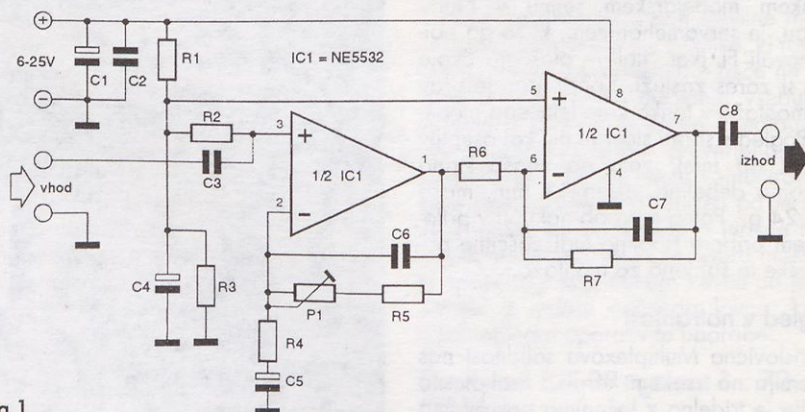 6-25V
C1
C2
R1
IC1 = NE5532
R2
C3
vhod
C4
R3
3
2
1
1/2 IC1
C6
P1
R5
R4
C5
R6
5
6
8
7
4
1/2 IC1
C7
R7
C8
izhod